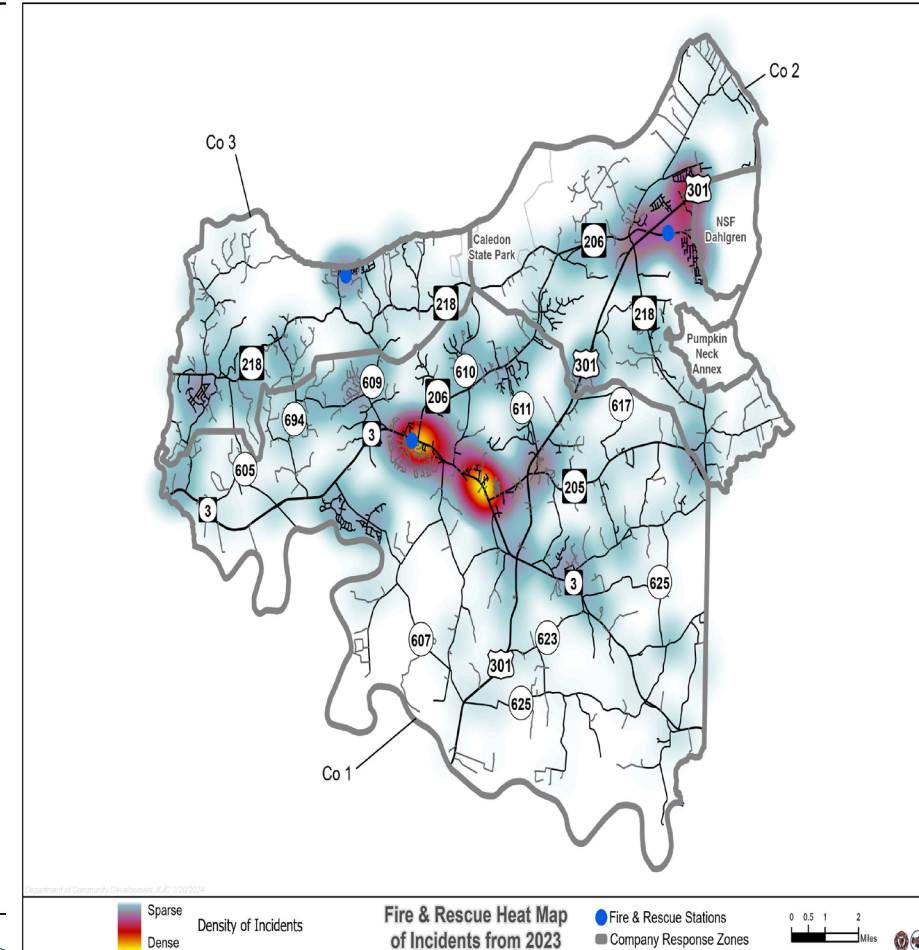 Co 2
Co 3
301
NSF
Dahlgren
206
Caledon
State Park
218
218
Pumpkin
Neck
Annex
218
301
610
609
206
617
611
694
3
605
205
3
3
625
607
623
301
625
Co 1
Department of Community Development, KJC 3/20/2024
Sparse
Dense
Density of Incidents
Fire & Rescue Heat Map
of Incidents from 2023
Fire & Rescue Stations
Company Response Zones
0 0.5 1 2
Miles